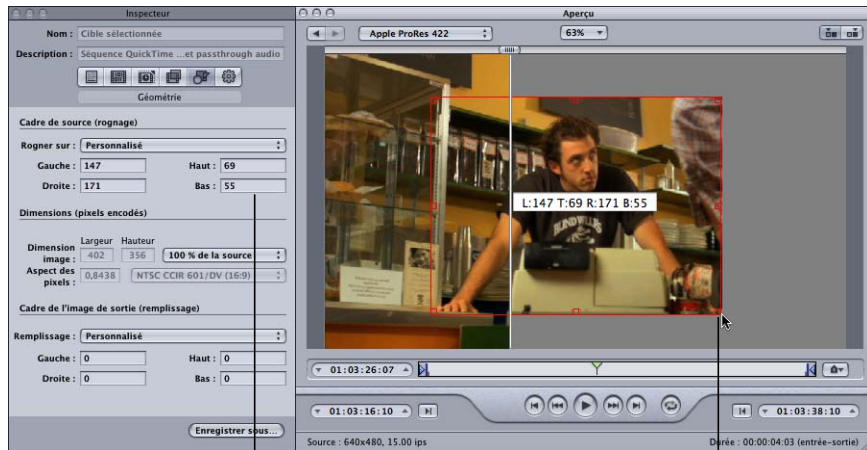 Inspecteur
Nom : Cible sélectionnée
Description : Séquence QuickTime ...et passthrough audio
Géométrie
Cadre de source (rognage)
Rogner sur : Personnalisé
Gauche : 147 Haut : 69
Droite : 171 Bas : 55
Dimensions (pixels encodés)
Largeur Hauteur
Dimension image : 402 356 100 % de la source
Aspect des pixels : 0,8438 NTSC CCIR 601/DV (16:9)
Cadre de l'image de sortie (remplissage)
Remplissage : Personnalisé
Gauche : 0 Haut : 0
Droite : 0 Bas : 0
Enregistrer sous...
Aperçu
Apple ProRes 422 63%
L:147 T:69 R:171 B:55
01:03:26:07
01:03:16:10 01:03:38:10
Source : 640x480, 15.00 ips Durée : 00:00:04:03 (entrée-sortie)